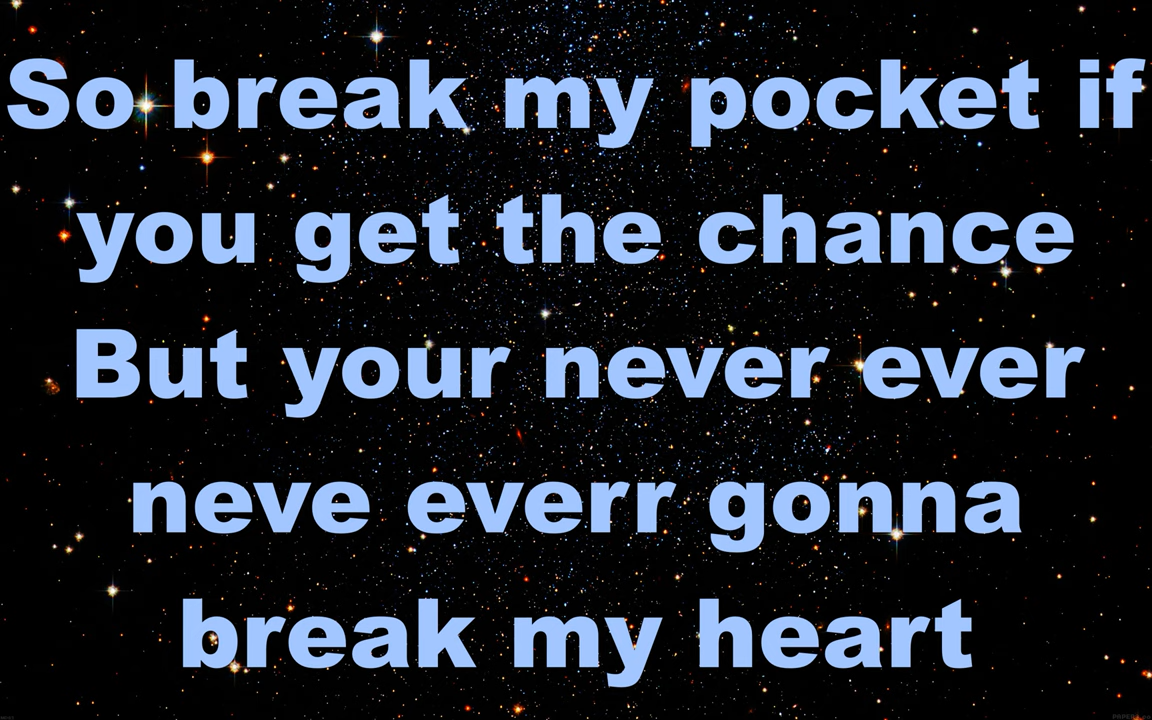 So break my pocket if
you get the chance
But your never ever
neve everr gonna
break my heart